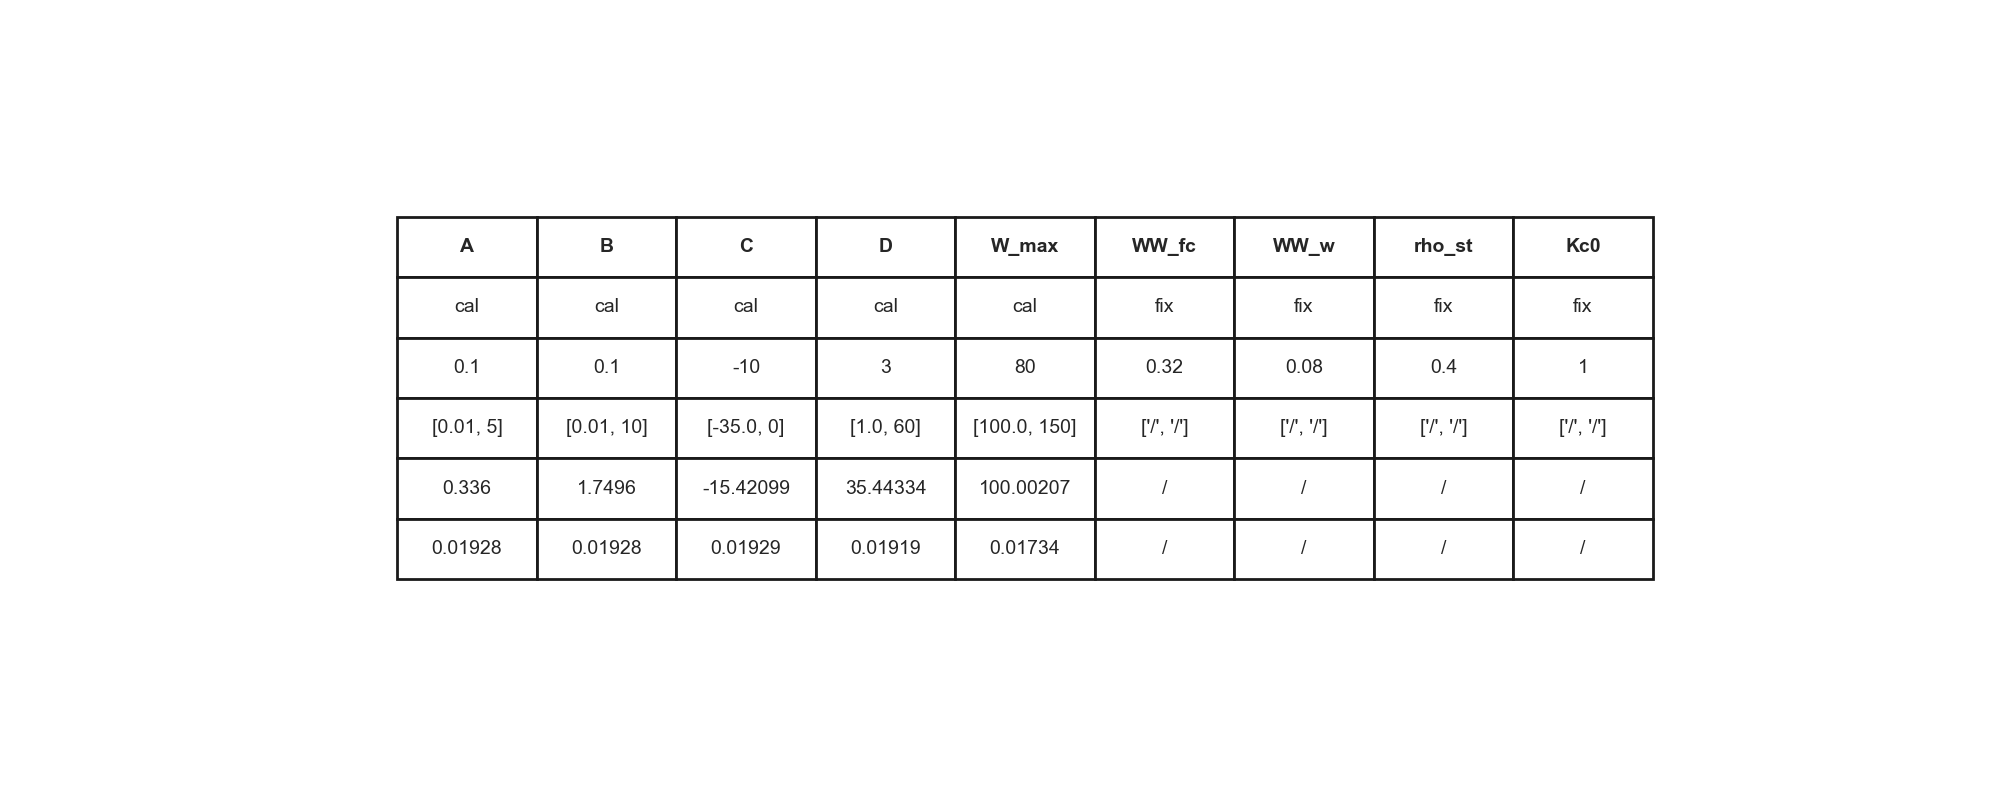 A B C D W_max WW_fc WW_w rho_st Kc0
cal cal cal cal cal fix fix fix fix
0.1 0.1 -10 3 80 0.32 0.08 0.4 1
[0.01, 5] [0.01, 10] [-35.0, 0] [1.0, 60] [100.0, 150] ['/', '/'] ['/', '/'] ['/', '/'] ['/', '/']
0.336 1.7496 -15.42099 35.44334 100.00207 / / / /
0.01928 0.01928 0.01929 0.01919 0.01734 / / / /